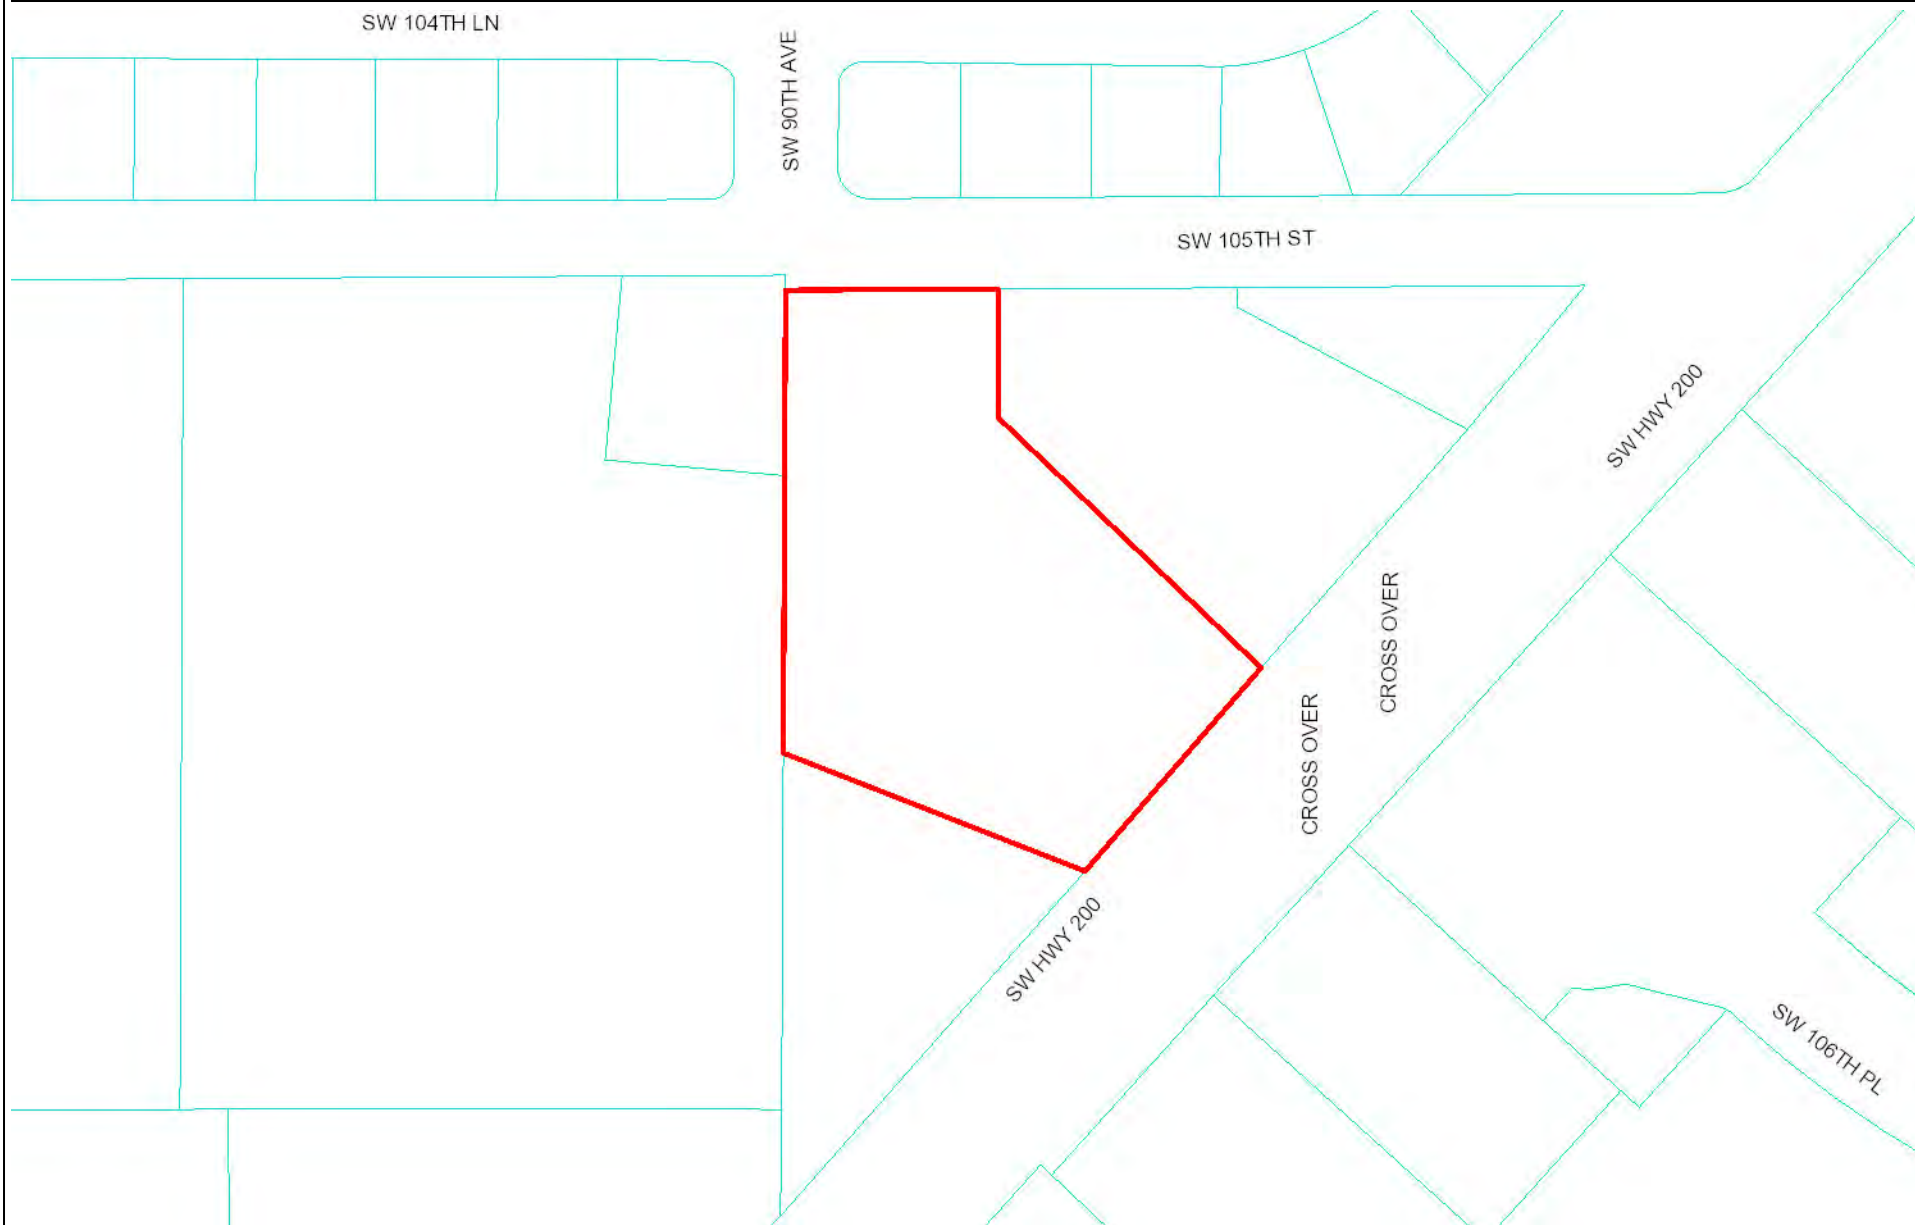 SW 104TH LN
SW 90TH AVE
SW 105TH ST
SW HWY 200
CROSS OVER
CROSS OVER
SW HWY 200
SW 106TH PL